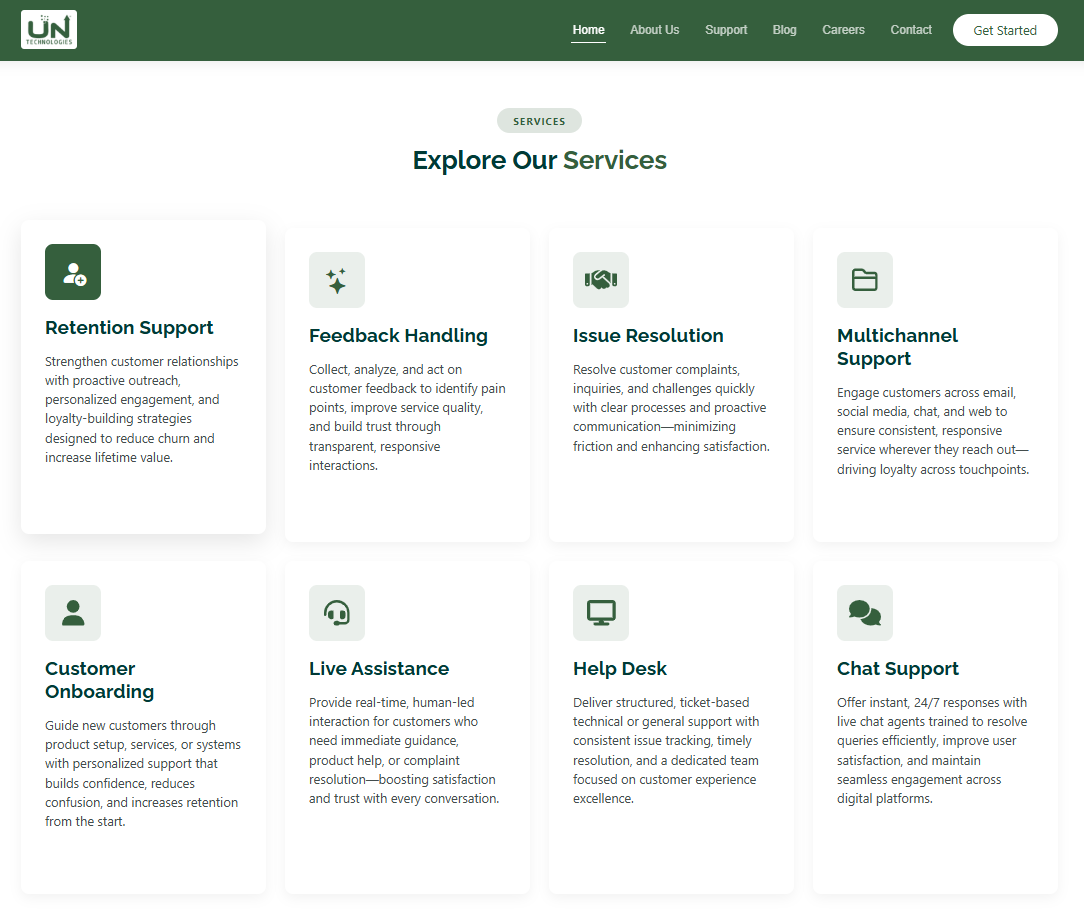 UN
TECHNOLOGIES
Home
About Us
Support
Blog
Careers
Contact
Get Started
SERVICES
Explore Our Services
Retention Support
Strengthen customer relationships
with proactive outreach,
personalized engagement, and
loyalty-building strategies
designed to reduce churn and
increase lifetime value.
Feedback Handling
Collect, analyze, and act on
customer feedback to identify pain
points, improve service quality,
and build trust through
transparent, responsive
interactions.
Issue Resolution
Resolve customer complaints,
inquiries, and challenges quickly
with clear processes and proactive
communication—minimizing
friction and enhancing satisfaction.
Multichannel
Support
Engage customers across email,
social media, chat, and web to
ensure consistent, responsive
service wherever they reach out—
driving loyalty across touchpoints.
Customer
Onboarding
Guide new customers through
product setup, services, or systems
with personalized support that
builds confidence, reduces
confusion, and increases retention
from the start.
Live Assistance
Provide real-time, human-led
interaction for customers who
need immediate guidance,
product help, or complaint
resolution—boosting satisfaction
and trust with every conversation.
Help Desk
Deliver structured, ticket-based
technical or general support with
consistent issue tracking, timely
resolution, and a dedicated team
focused on customer experience
excellence.
Chat Support
Offer instant, 24/7 responses with
live chat agents trained to resolve
queries efficiently, improve user
satisfaction, and maintain
seamless engagement across
digital platforms.